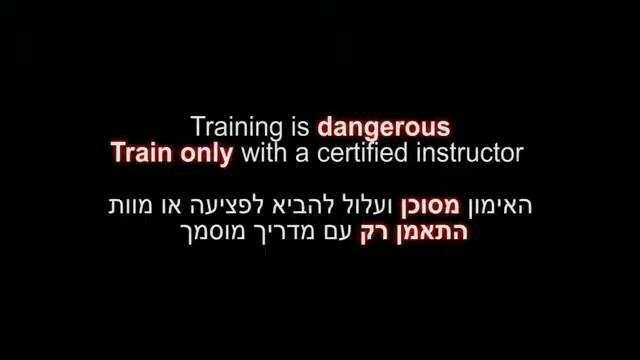 Training is dangerous
Train only with a certified instructor
האימון מסוכן ועלול להביא לפציעה או מוות
התאמן רק עם מדריך מוסמך